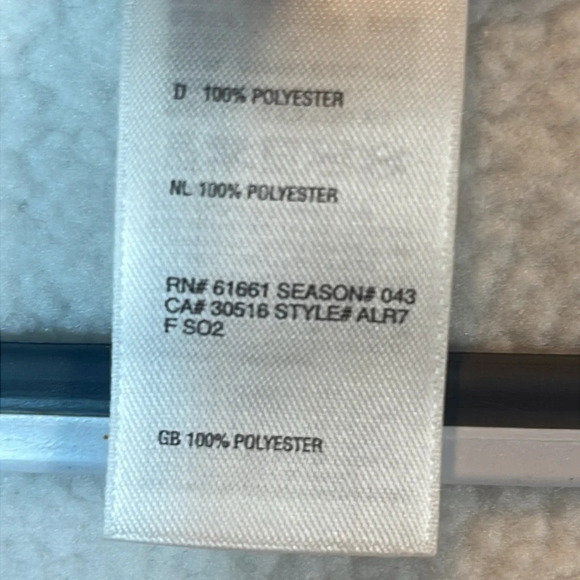 D 100% POLYESTER
NL 100% POLYESTER
RN# 61661 SEASON# 043
CA# 30516 STYLE# ALR7
F SO2
GB 100% POLYESTER